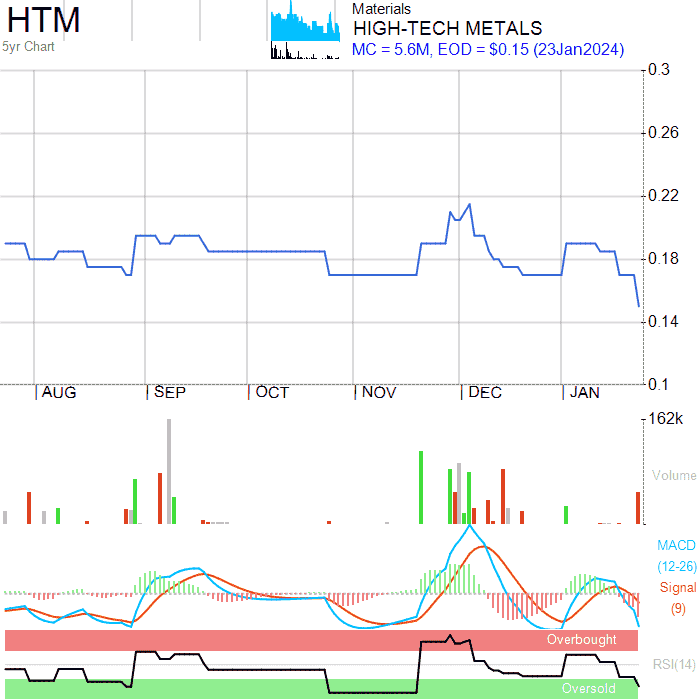 HTM
Materials
HIGH-TECH METALS
5yr Chart
MC = 5.6M, EOD = $0.15 (23Jan2024)
0.3
0.26
0.22
0.18
0.14
0.1
AUG SEP OCT NOV DEC JAN
162k
Volume
MACD
(12-26)
Signal
(9)
Overbought
RSI(14)
Oversold